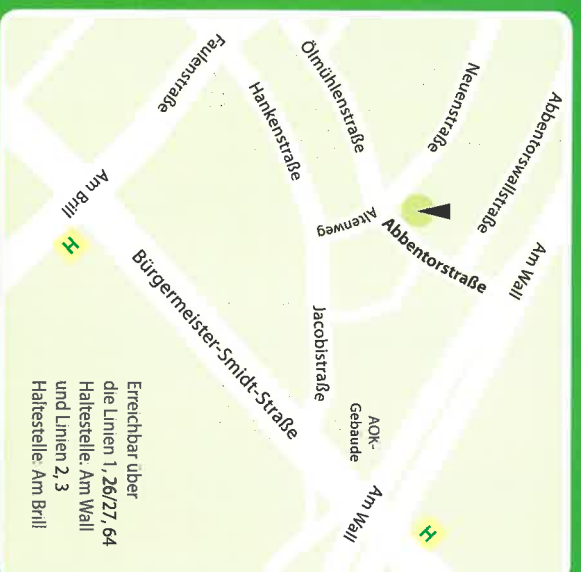 Faulenstraße
Ölmühlenstraße
Neuenstraße
Abbentorswallstraße
Hankenstraße
Am Brill
Altenweg
Abbentorstraße
Am Wall
H
Bürgermeister-Smidt-Straße
Jacobistraße
AOK-
Gebäude
Am Wall
H
Erreichbar über
die Linien 1, 26/27, 64
Haltestelle: Am Wall
und Linien 2, 3
Haltestelle: Am Brill